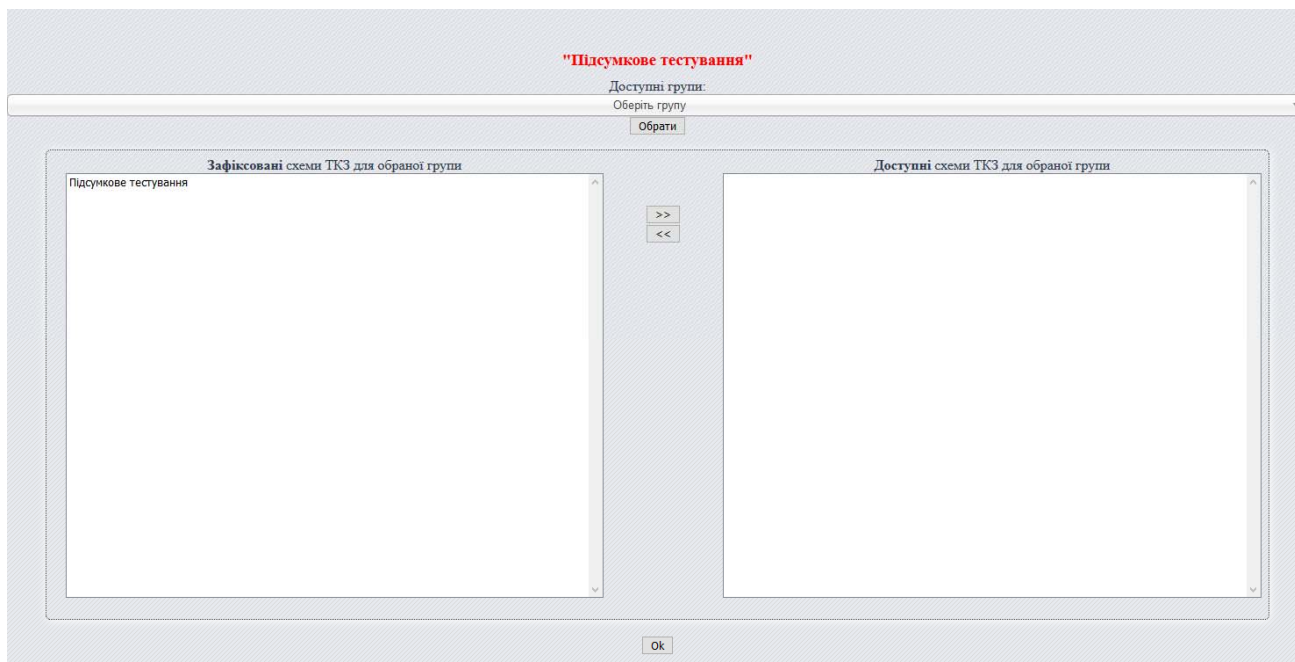 "Підсумкове тестування"
Доступні групи:
Оберіть групу
Обрати
Зафіксовані схеми ТКЗ для обраної групи
Доступні схеми ТКЗ для обраної групи
Підсумкове тестування
>>
<<
Ok